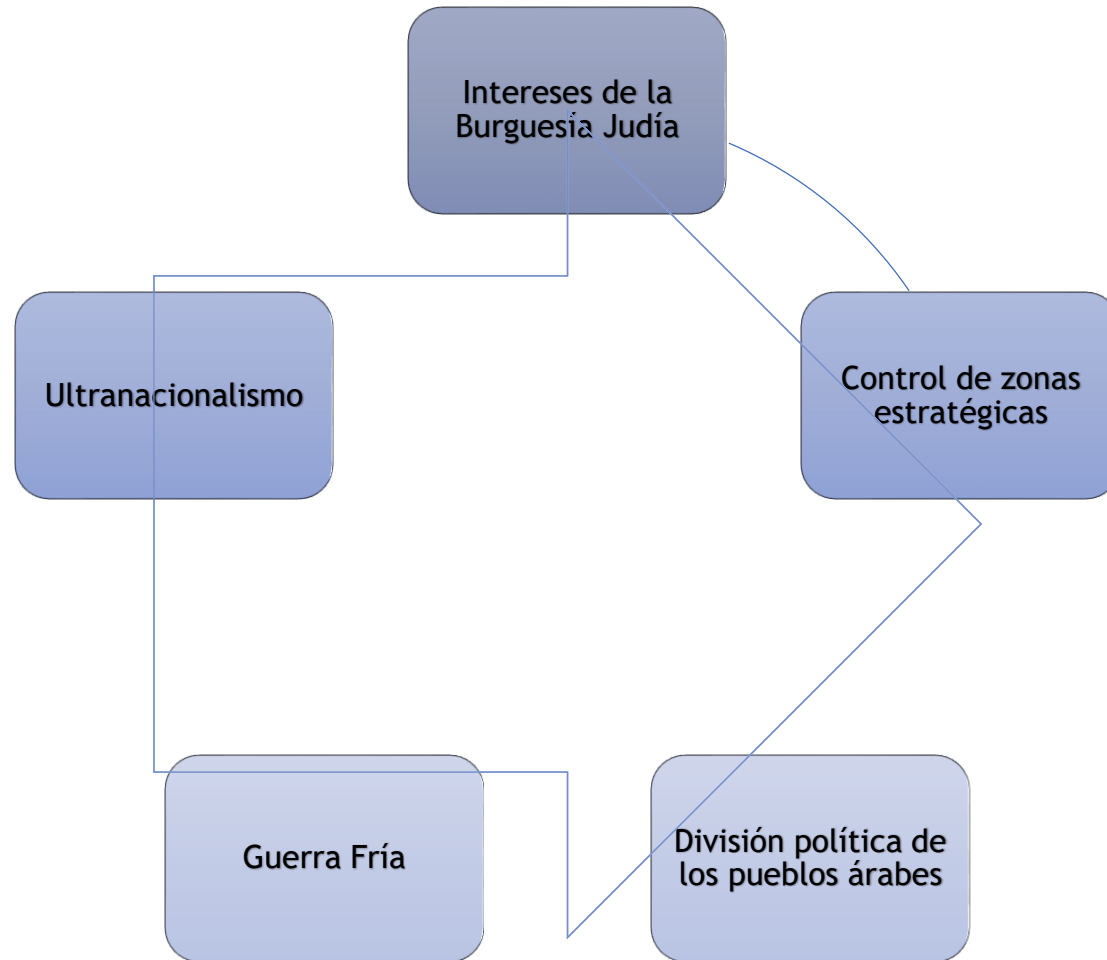 Intereses de la
Burguesía Judía
Ultranacionalismo
Control de zonas
estratégicas
Guerra Fría
División política de
los pueblos árabes